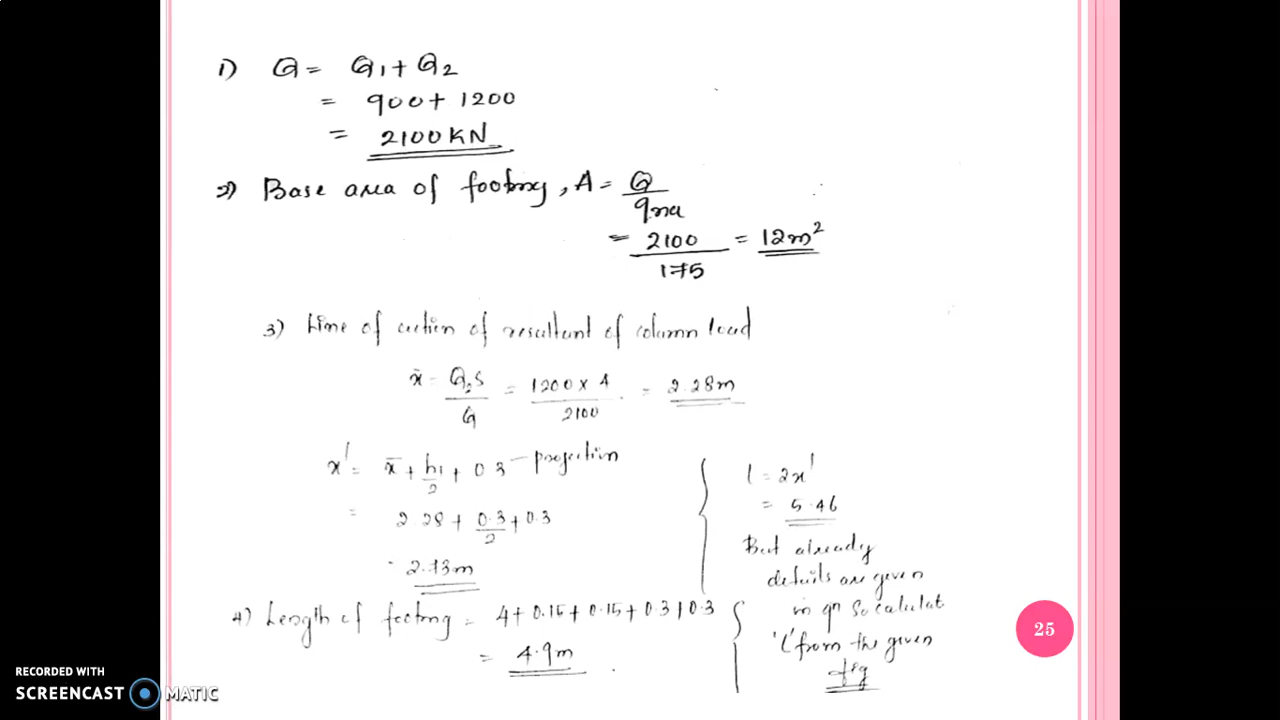 1) Q = Q1 + Q2
= 900 + 1200
= 2100 KN
2) Base area of footing, A = Q / qna
= 2100 / 175 = 12m²
3) Line of action of resultant of column load
x̄ = Q2S / Q = 1200 x 4 / 2100 = 2.28m
x' = x̄ + h1/2 + 0.3 – projection
= 2.28 + 0.3/2 + 0.3
= 2.73m
l = 2x'
= 5.46
But already
details are given
in qn so calculat
'l' from the given
fig
4) Length of footing = 4 + 0.15 + 0.15 + 0.3 + 0.3
= 4.9m
25
RECORDED WITH
SCREENCAST MATIC